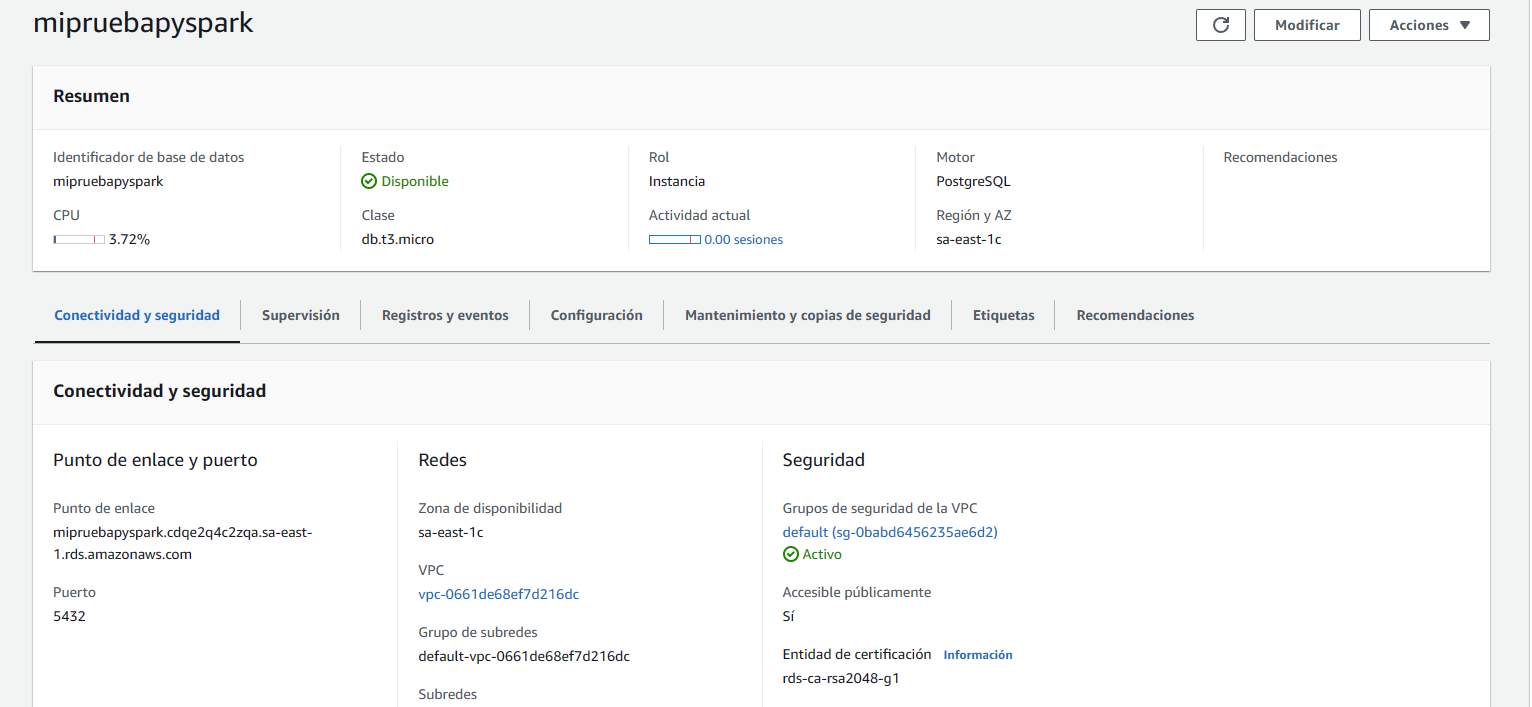 mipruebapyspark
Modificar
Acciones
Resumen
Identificador de base de datos
mipruebapyspark
CPU
3.72%
Estado
Disponible
Clase
db.t3.micro
Rol
Instancia
Actividad actual
0.00 sesiones
Motor
PostgreSQL
Región y AZ
sa-east-1c
Recomendaciones
Conectividad y seguridad
Supervisión
Registros y eventos
Configuración
Mantenimiento y copias de seguridad
Etiquetas
Recomendaciones
Conectividad y seguridad
Punto de enlace y puerto
Punto de enlace
mipruebapyspark.cdqe2q4c2zqa.sa-east-
1.rds.amazonaws.com
Puerto
5432
Redes
Zona de disponibilidad
sa-east-1c
VPC
vpc-0661de68ef7d216dc
Grupo de subredes
default-vpc-0661de68ef7d216dc
Subredes
Seguridad
Grupos de seguridad de la VPC
default (sg-0babd6456235ae6d2)
Activo
Accesible públicamente
Sí
Entidad de certificación Información
rds-ca-rsa2048-g1